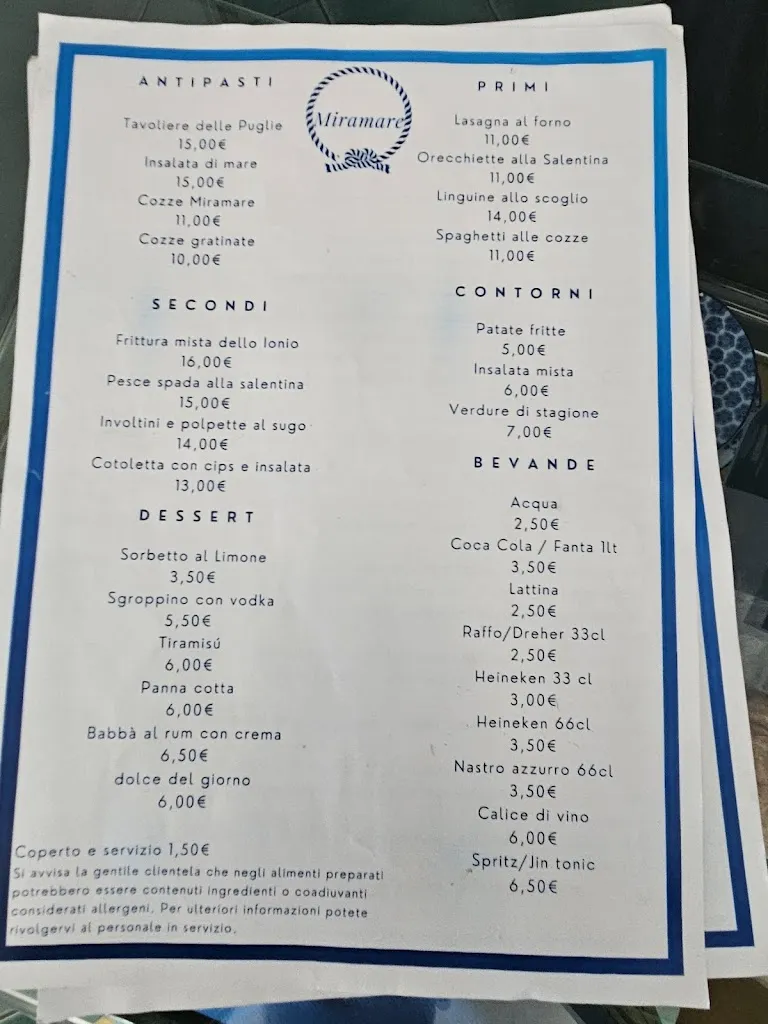 Miramare
ANTIPASTI
Tavoliere delle Puglie
15,00€
Insalata di mare
15,00€
Cozze Miramare
11,00€
Cozze gratinate
10,00€
SECONDI
Frittura mista dello Ionio
16,00€
Pesce spada alla salentina
15,00€
Involtini e polpette al sugo
14,00€
Cotoletta con cips e insalata
13,00€
DESSERT
Sorbetto al Limone
3,50€
Sgroppino con vodka
5,50€
Tiramisú
6,00€
Panna cotta
6,00€
Babbà al rum con crema
6,50€
dolce del giorno
6,00€
Coperto e servizio 1,50€
Si avvisa la gentile clientela che negli alimenti preparati
potrebbero essere contenuti ingredienti o coadiuvanti
considerati allergeni. Per ulteriori informazioni potete
rivolgervi al personale in servizio.
PRIMI
Lasagna al forno
11,00€
Orecchiette alla Salentina
11,00€
Linguine allo scoglio
14,00€
Spaghetti alle cozze
11,00€
CONTORNI
Patate fritte
5,00€
Insalata mista
6,00€
Verdure di stagione
7,00€
BEVANDE
Acqua
2,50€
Coca Cola / Fanta 1lt
3,50€
Lattina
2,50€
Raffo/Dreher 33cl
2,50€
Heineken 33 cl
3,00€
Heineken 66cl
3,50€
Nastro azzurro 66cl
3,50€
Calice di vino
6,00€
Spritz/Jin tonic
6,50€